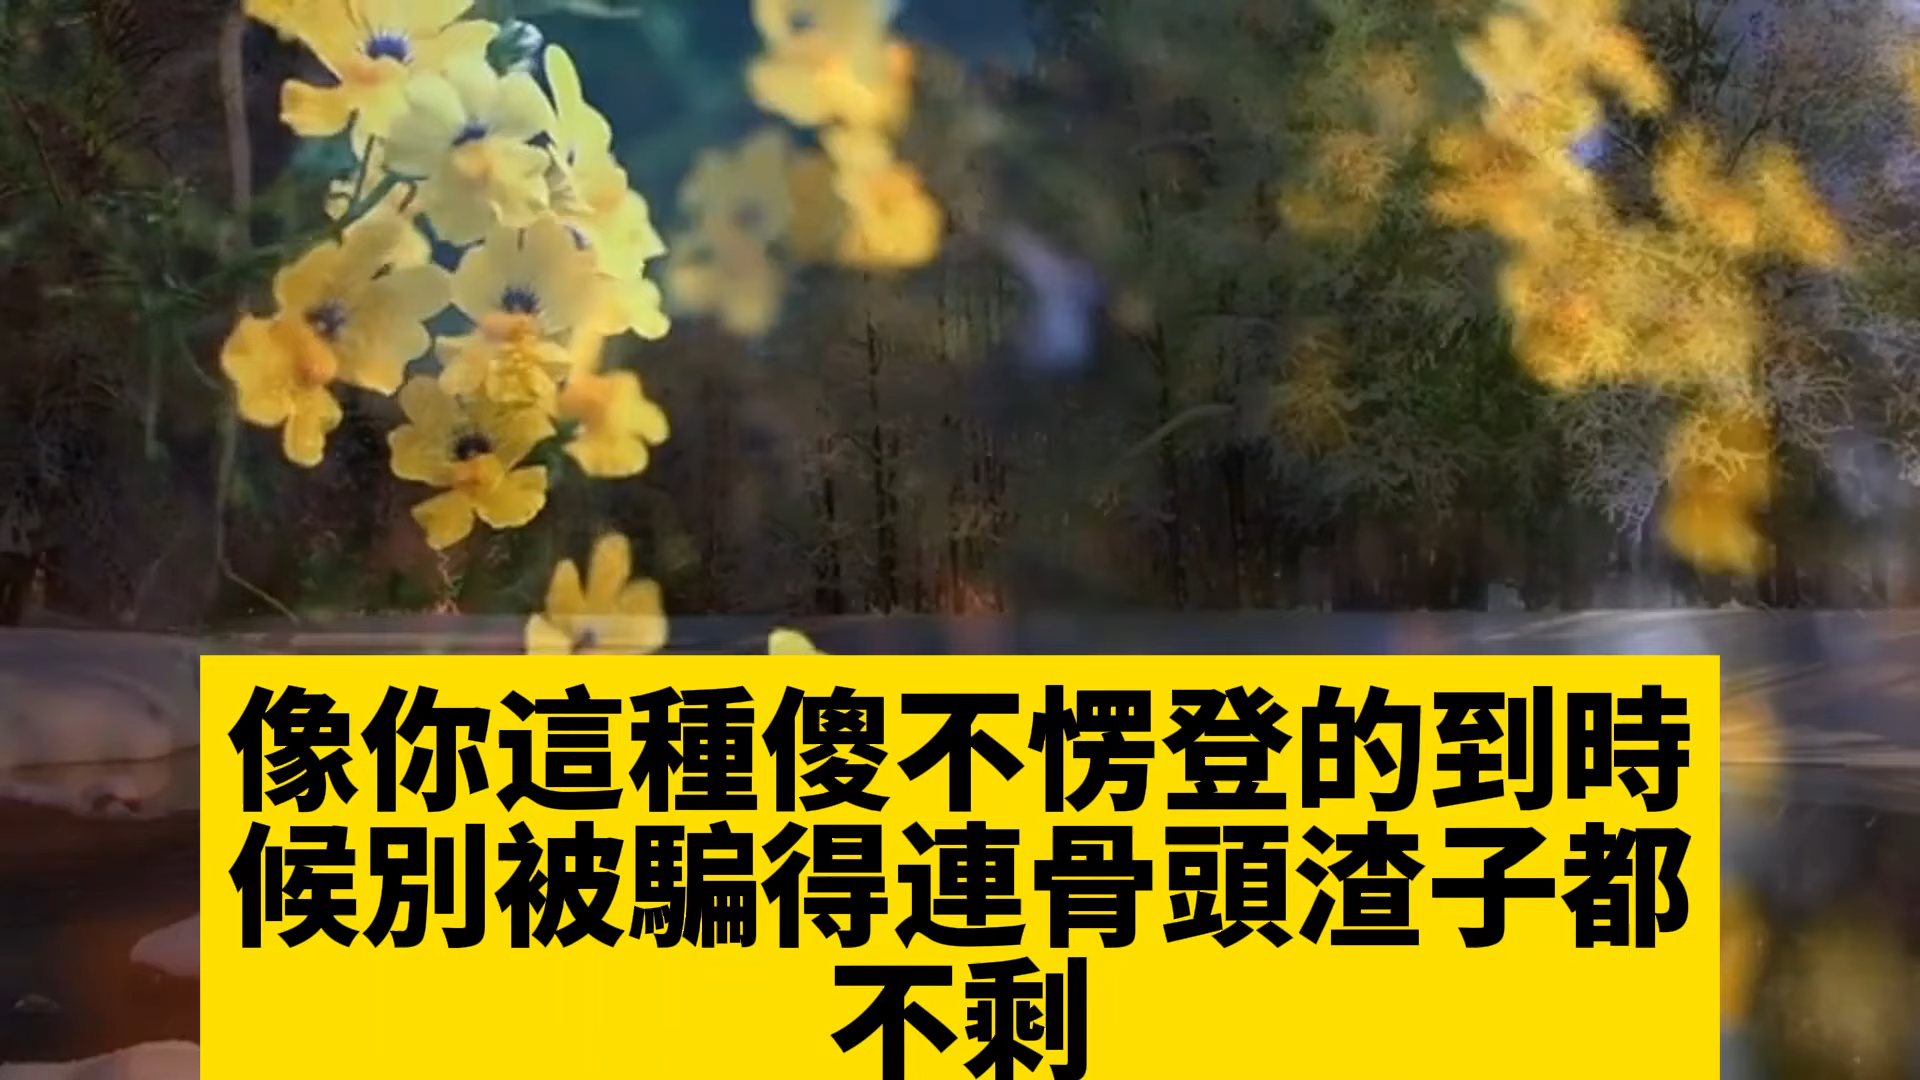 像你這種傻不愣登的到時
候別被騙得連骨頭渣子都
不剩